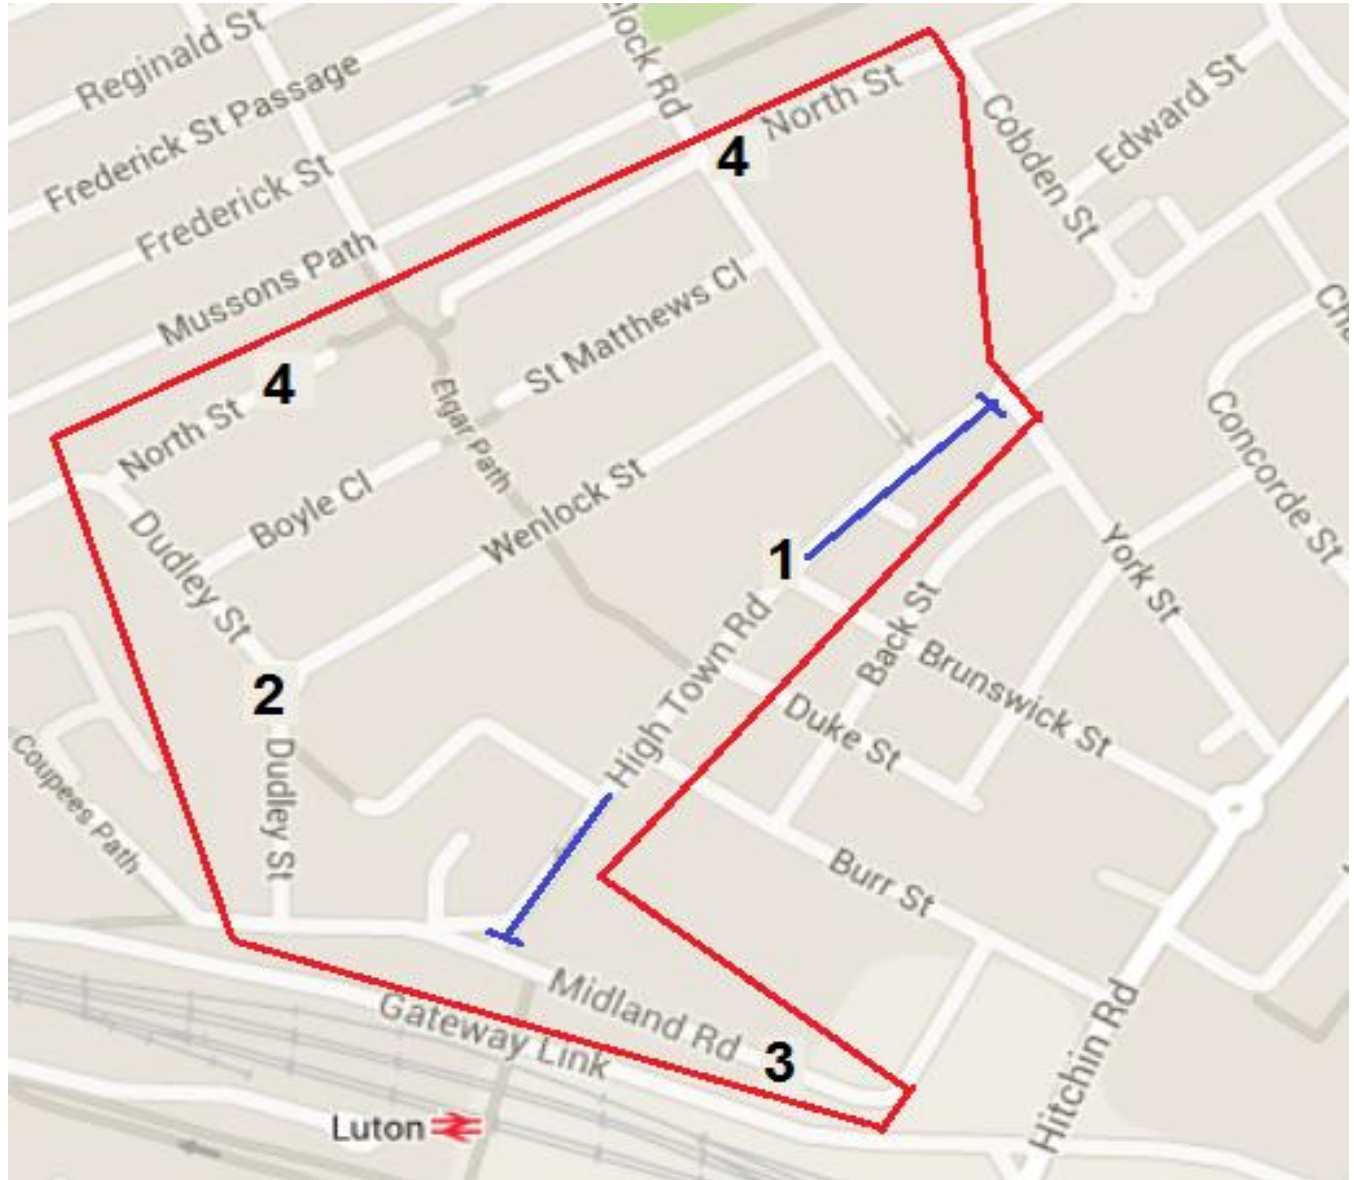 Reginald St
Frederick St Passage
Frederick St
Mussons Path
lock Rd
4
North St
Cobden St
Edward St
4
North St
St Matthews Cl
Elgar Path
Boyle Cl
Wenlock St
Dudley St
1
High Town Rd
Back St
York St
Concorde St
Brunswick St
2
Dudley St
Coupees Path
Duke St
Burr St
Midland Rd
3
Gateway Link
Hitchin Rd
Luton